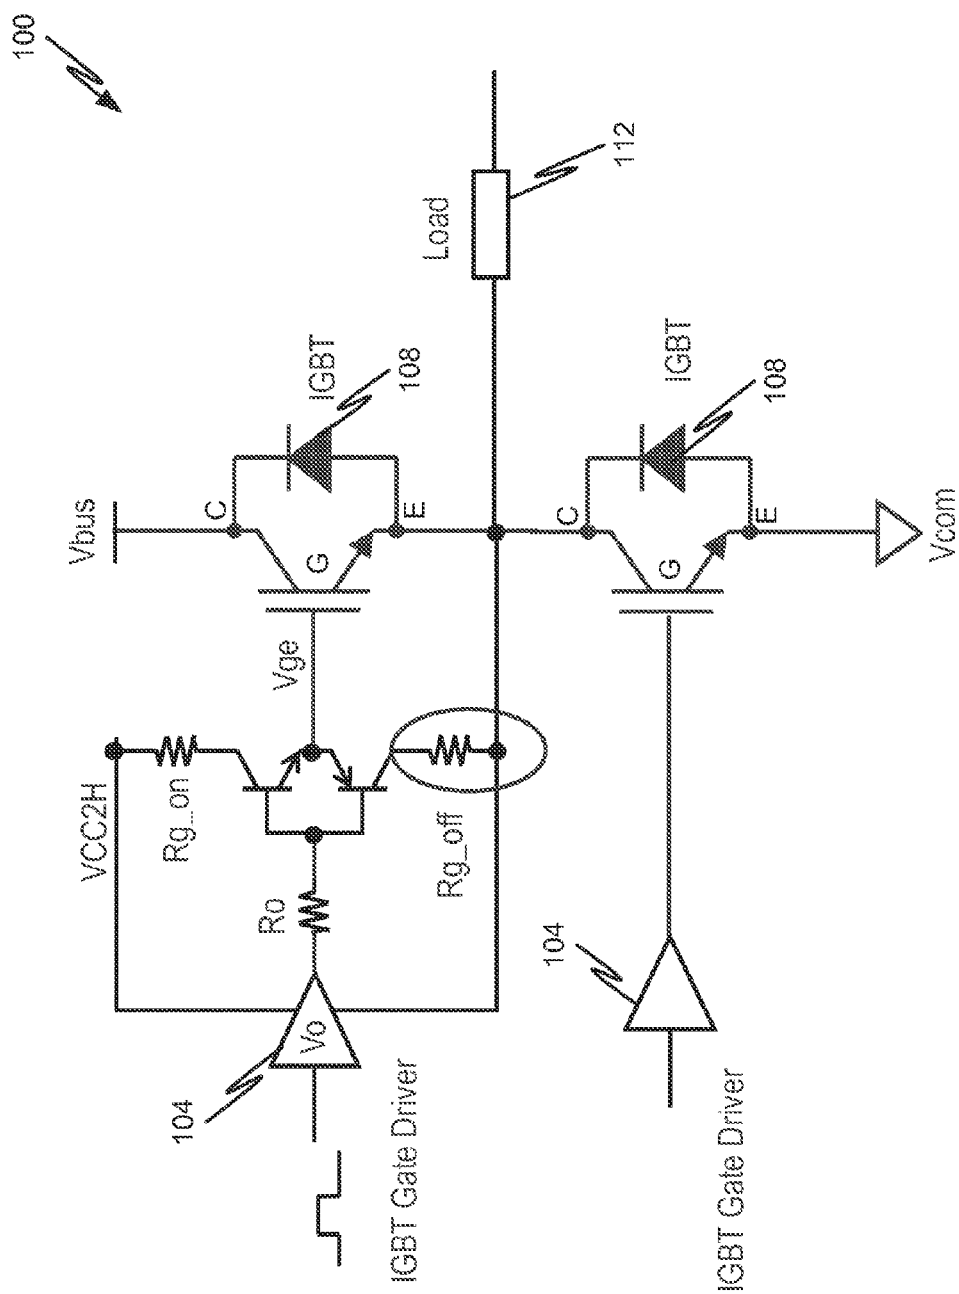 100
Vbus
Vge
VCC2H
Rg_on
Ro
Rg_off
Vo
104
IGBT Gate Driver
C
G
E
IGBT
108
Load
112
C
G
E
IGBT
108
Vcom
104
IGBT Gate Driver